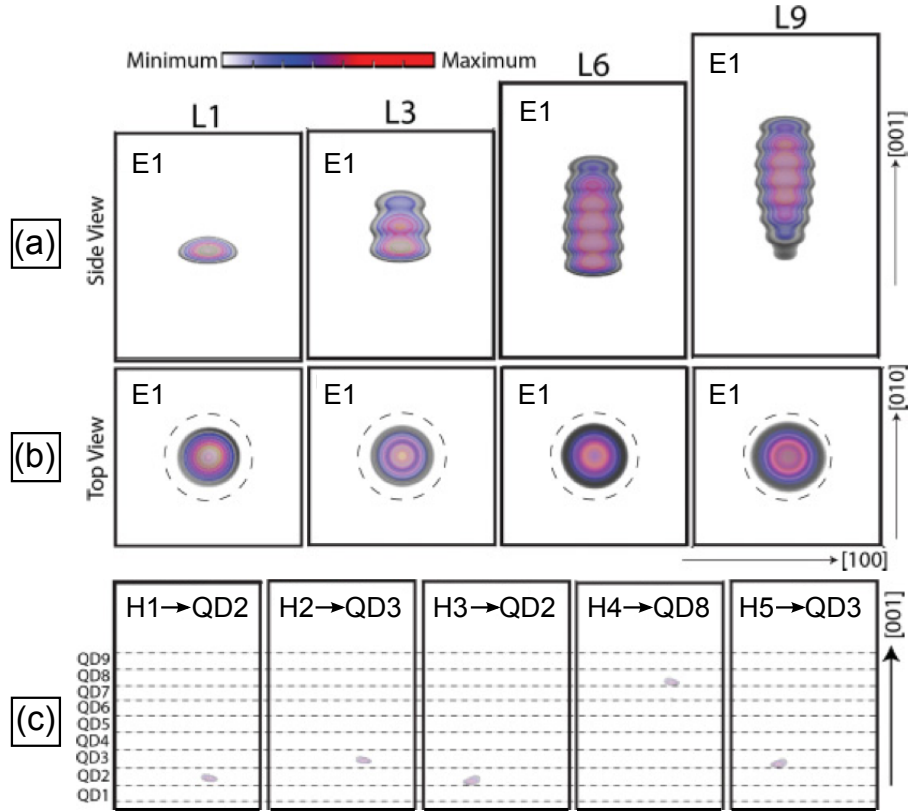 Minimum Maximum
L1 L3 L6 L9
(a)
Side View
E1 E1 E1 E1
[001]
(b)
Top View
E1 E1 E1 E1
[010]
[100]
(c)
H1→QD2 H2→QD3 H3→QD2 H4→QD8 H5→QD3
[001]
QD9
QD8
QD7
QD6
QD5
QD4
QD3
QD2
QD1